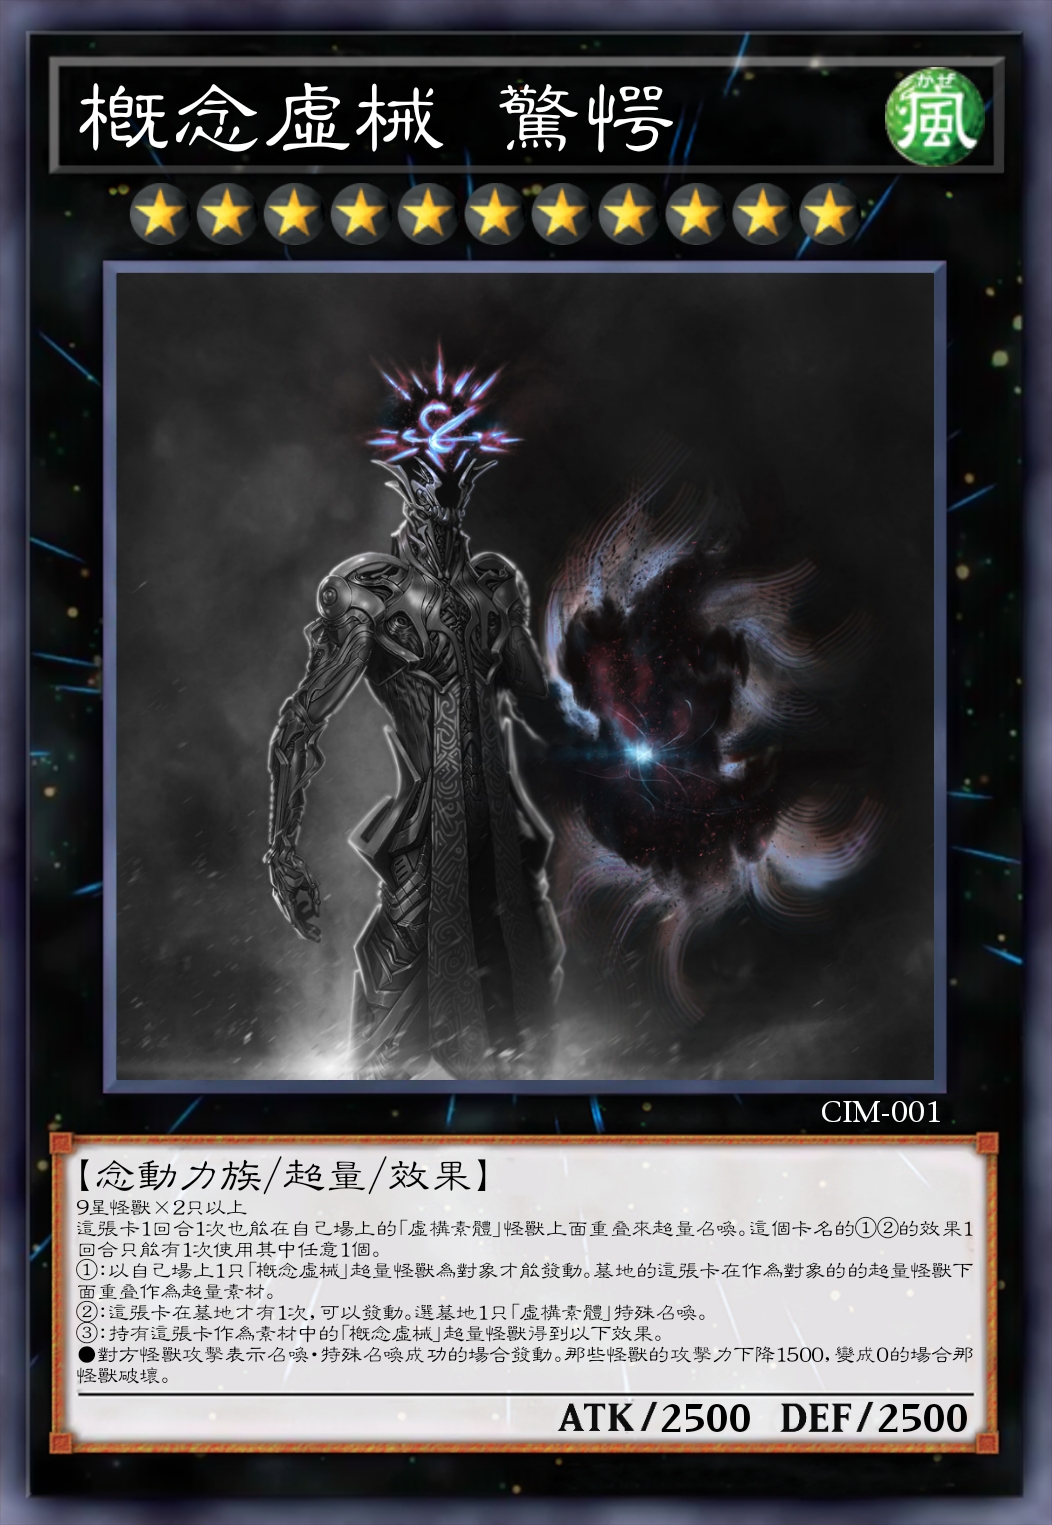 概念虛械 驚愕
かぜ
風
CIM-001
【念動力族/超量/效果】
9星怪獸×2只以上
這張卡1回合1次也能在自己場上的「虛構素體」怪獸上面重疊來超量召喚。這個卡名的①②的效果1
回合只能有1次使用其中任意1個。
①:以自己場上1只「概念虛械」超量怪獸為對象才能發動。墓地的這張卡在作為對象的的超量怪獸下
面重疊作為超量素材。
②:這張卡在墓地才有1次,可以發動。選墓地1只「虛構素體」特殊召喚。
③:持有這張卡作為素材中的「概念虛械」超量怪獸得到以下效果。
●對方怪獸攻擊表示召喚·特殊召喚成功的場合發動。那些怪獸的攻擊力下降1500,變成0的場合那
怪獸破壞。
ATK/2500 DEF/2500